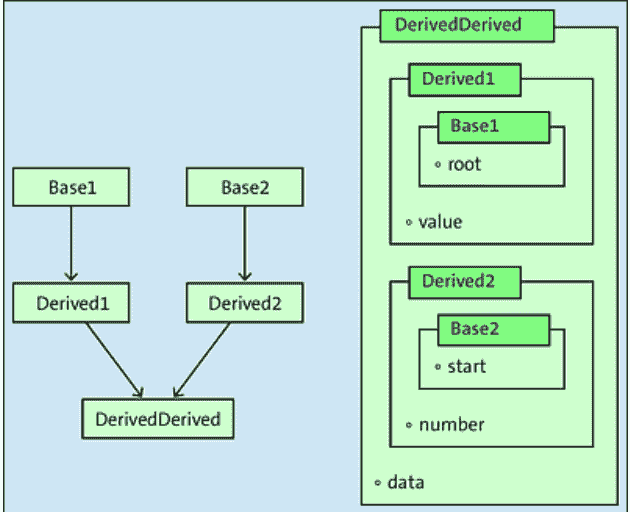 Base1
Base2
Derived1
Derived2
DerivedDerived
DerivedDerived
Derived1
Base1
root
value
Derived2
Base2
start
number
data